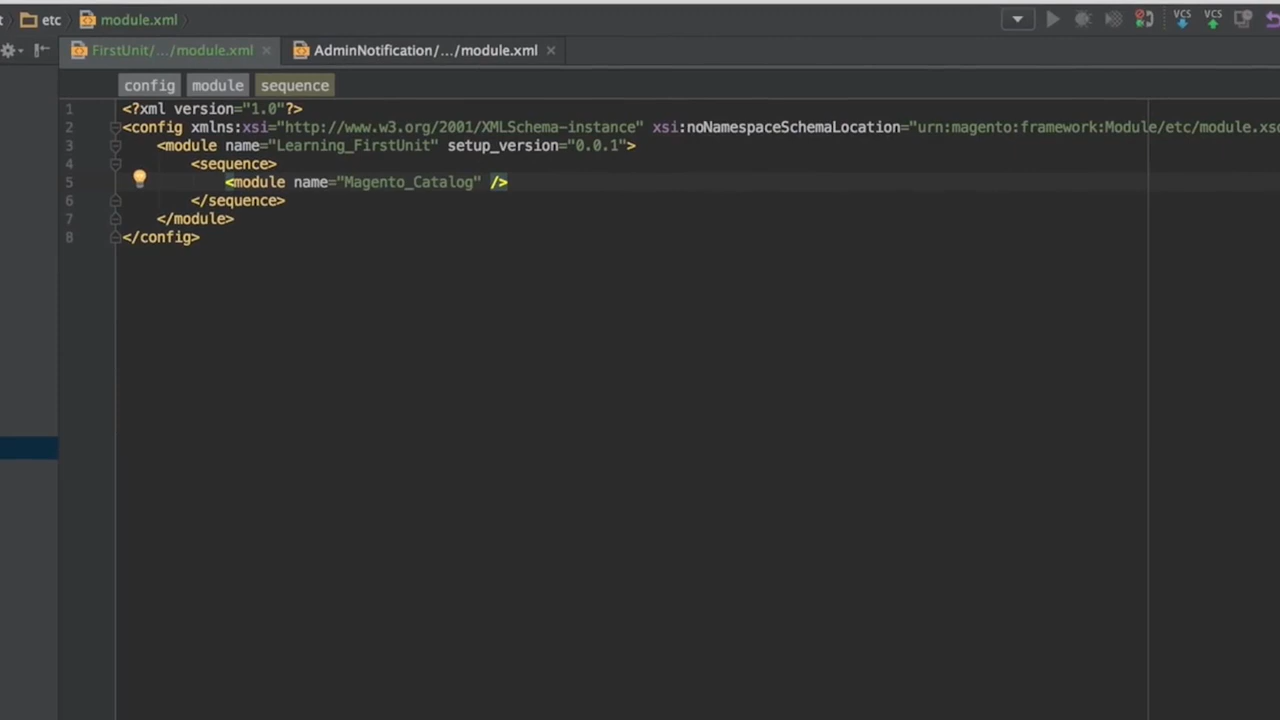 etc module.xml
VCS VCS
FirstUnit/.../module.xml AdminNotification/.../module.xml
config module sequence
1 <?xml version="1.0"?>
2 <config xmlns:xsi="http://www.w3.org/2001/XMLSchema-instance" xsi:noNamespaceSchemaLocation="urn:magento:framework:Module/etc/module.xsd
3 <module name="Learning_FirstUnit" setup_version="0.0.1">
4 <sequence>
5 <module name="Magento_Catalog" />
6 </sequence>
7 </module>
8 </config>